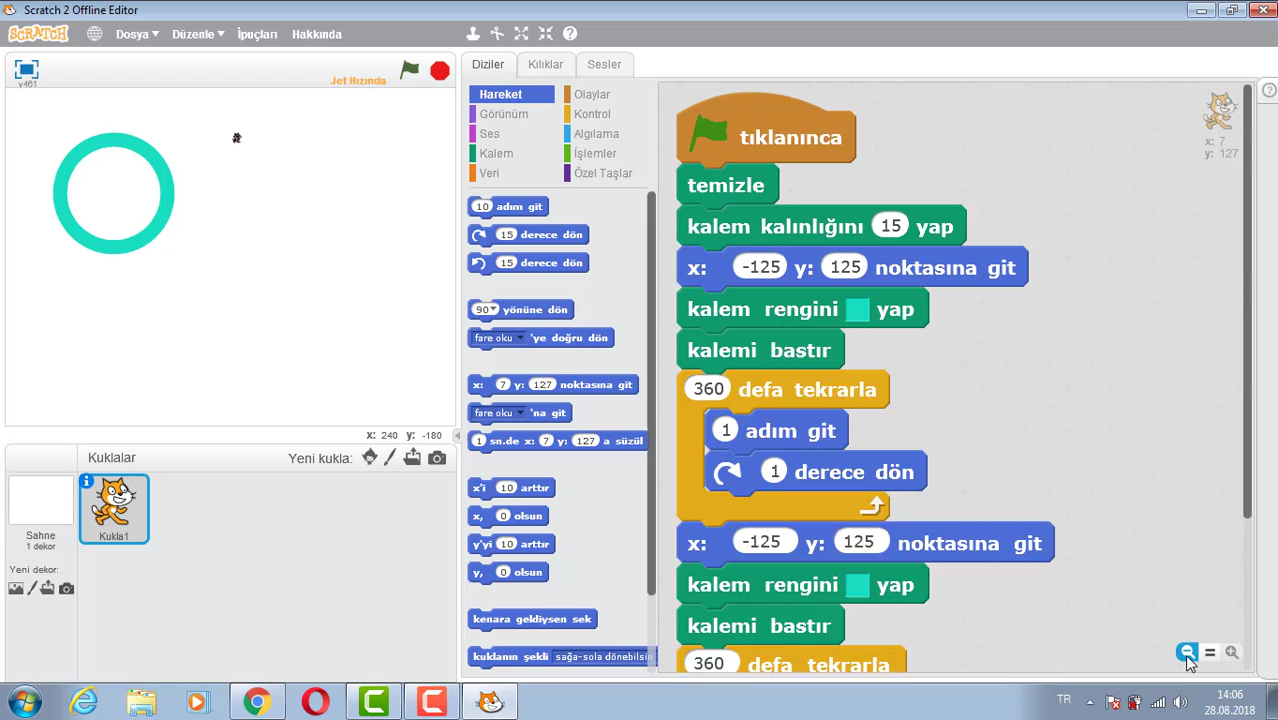 Scratch 2 Offline Editor
SCRATCH Dosya Düzenle İpuçları Hakkında
v461
Jet Hızında
x: 240 y: -180
Kuklalar
Yeni kukla:
Sahne
1 dekor
Yeni dekor:
Kukla1
Diziler Kılıklar Sesler
Hareket Olaylar
Görünüm Kontrol
Ses Algılama
Kalem İşlemler
Veri Özel Taşlar
10 adım git
15 derece dön
15 derece dön
90 yönüne dön
fare oku 'ye doğru dön
x: 7 y: 127 noktasına git
fare oku 'na git
1 sn.de x: 7 y: 127 a süzül
x'i 10 arttır
x, 0 olsun
y'yi 10 arttır
y, 0 olsun
kenara geldiysen sek
kuklanın şekli sağa-sola dönebilsin
tıklanınca
temizle
kalem kalınlığını 15 yap
x: -125 y: 125 noktasına git
kalem rengini yap
kalemi bastır
360 defa tekrarla
1 adım git
1 derece dön
x: -125 y: 125 noktasına git
kalem rengini yap
kalemi bastır
360 defa tekrarla
x: 7
y: 127
TR
14:06
28.08.2018